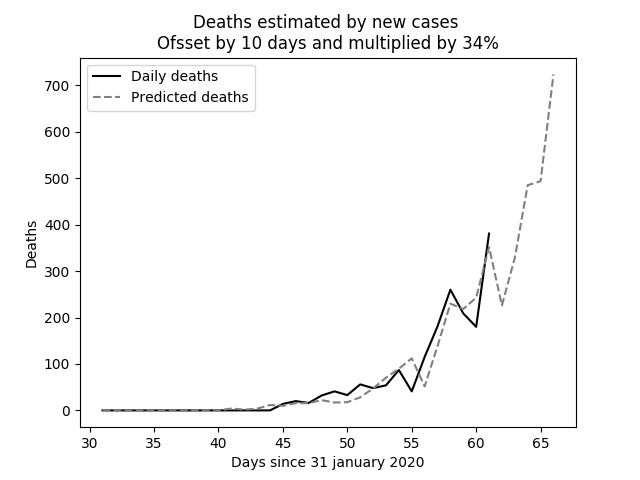 Deaths estimated by new cases
Ofsset by 10 days and multiplied by 34%
Daily deaths
Predicted deaths
700
600
500
400
300
200
100
0
Deaths
30 35 40 45 50 55 60 65
Days since 31 january 2020